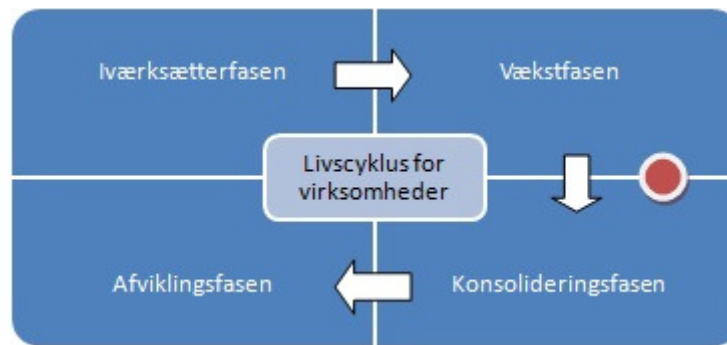 Iværksætterfasen
Vækstfasen
Livscyklus for
virksomheder
Afviklingsfasen
Konsolideringsfasen